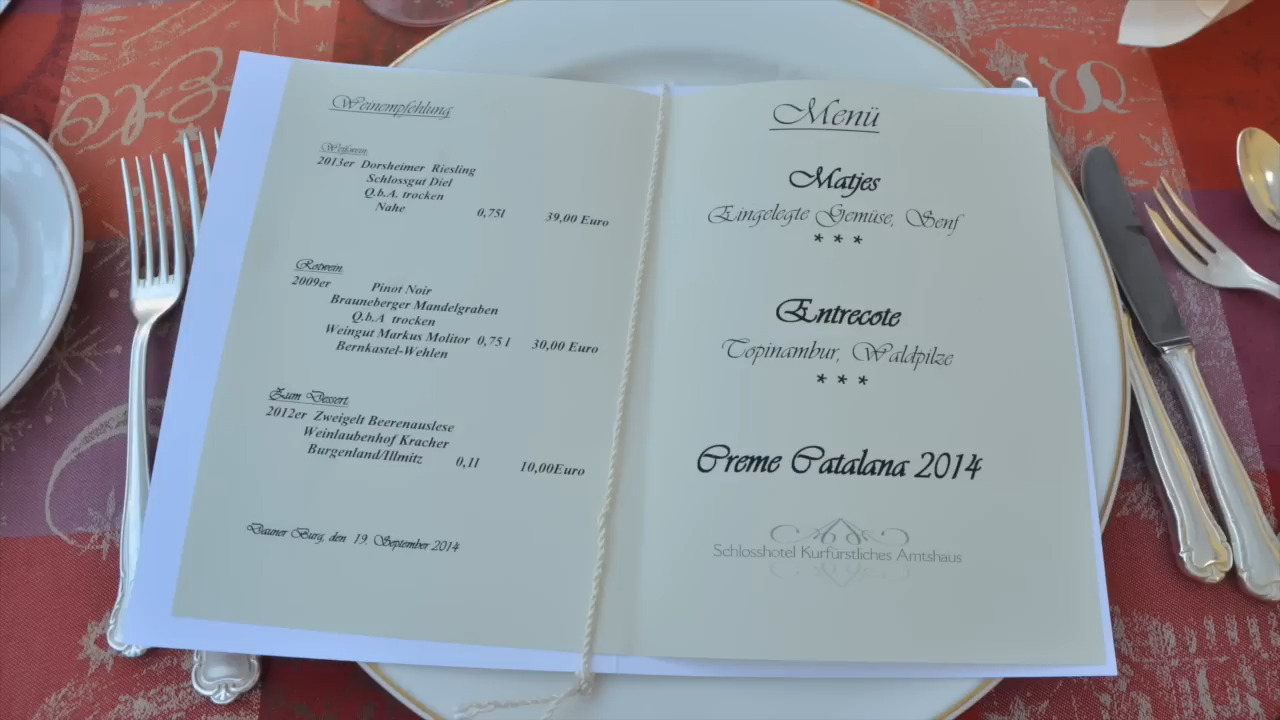 Weinempfehlung
Weißwein
2013er Dorsheimer Riesling
Schlossgut Diel
Q.b.A. trocken
Nahe 0,75l 39,00 Euro
Rotwein
2009er Pinot Noir
Brauneberger Mandelgraben
Q.b.A trocken
Weingut Markus Molitor 0,75 l 30,00 Euro
Bernkastel-Wehlen
Zum Dessert
2012er Zweigelt Beerenauslese
Weinlaubenhof Kracher
Burgenland/Illmitz 0,1l 10,00Euro
Dauner Burg, den 19. September 2014
Menü
Matjes
Eingelegte Gemüse, Senf
* * *
Entrecote
Topinambur, Waldpilze
* * *
Creme Catalana 2014
Schlosshotel Kurfürstliches Amtshaus